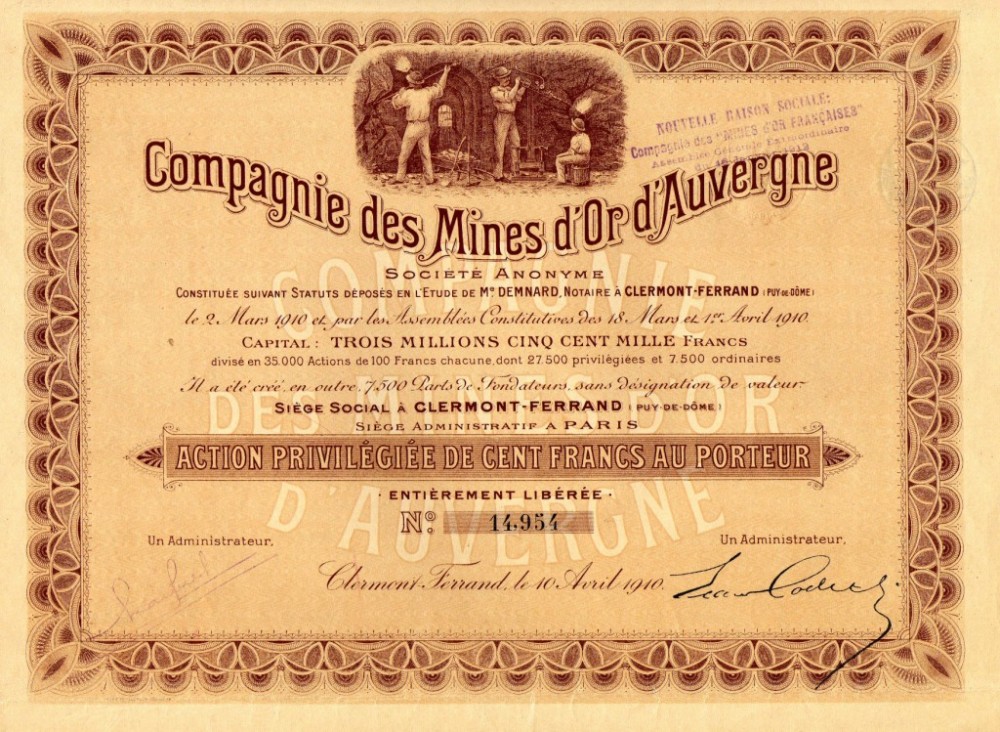 NOUVELLE RAISON SOCIALE:
Compagnie des "MINES D'OR FRANÇAISES"
Assemblée Générale Extraordinaire
1912
Compagnie des Mines d'Or d'Auvergne
SOCIÉTÉ ANONYME
CONSTITUÉE SUIVANT STATUTS DÉPOSÉS EN L'ETUDE DE Me DEMNARD, NOTAIRE À CLERMONT-FERRAND (PUY-DE-DÔME)
le 2 Mars 1910 et par les Assemblées Constitutives des 18 Mars et 1er Avril 1910.
CAPITAL : TROIS MILLIONS CINQ CENT MILLE FRANCS
divisé en 35.000 Actions de 100 Francs chacune, dont 27.500 privilégiées et 7.500 ordinaires
Il a été créé en outre 7,500 Parts de Fondateurs, sans désignation de valeur
SIÈGE SOCIAL À CLERMONT-FERRAND (PUY-DE-DÔME)
SIÈGE ADMINISTRATIF A PARIS
ACTION PRIVILÉGIÉE DE CENT FRANCS AU PORTEUR
· ENTIÈREMENT LIBÉRÉE ·
No. 14.954
Un Administrateur, Un Administrateur,
Clermont-Ferrand, le 10 Avril 1910.
COMPAGNIE
DES MINES D'OR
D'AUVERGNE